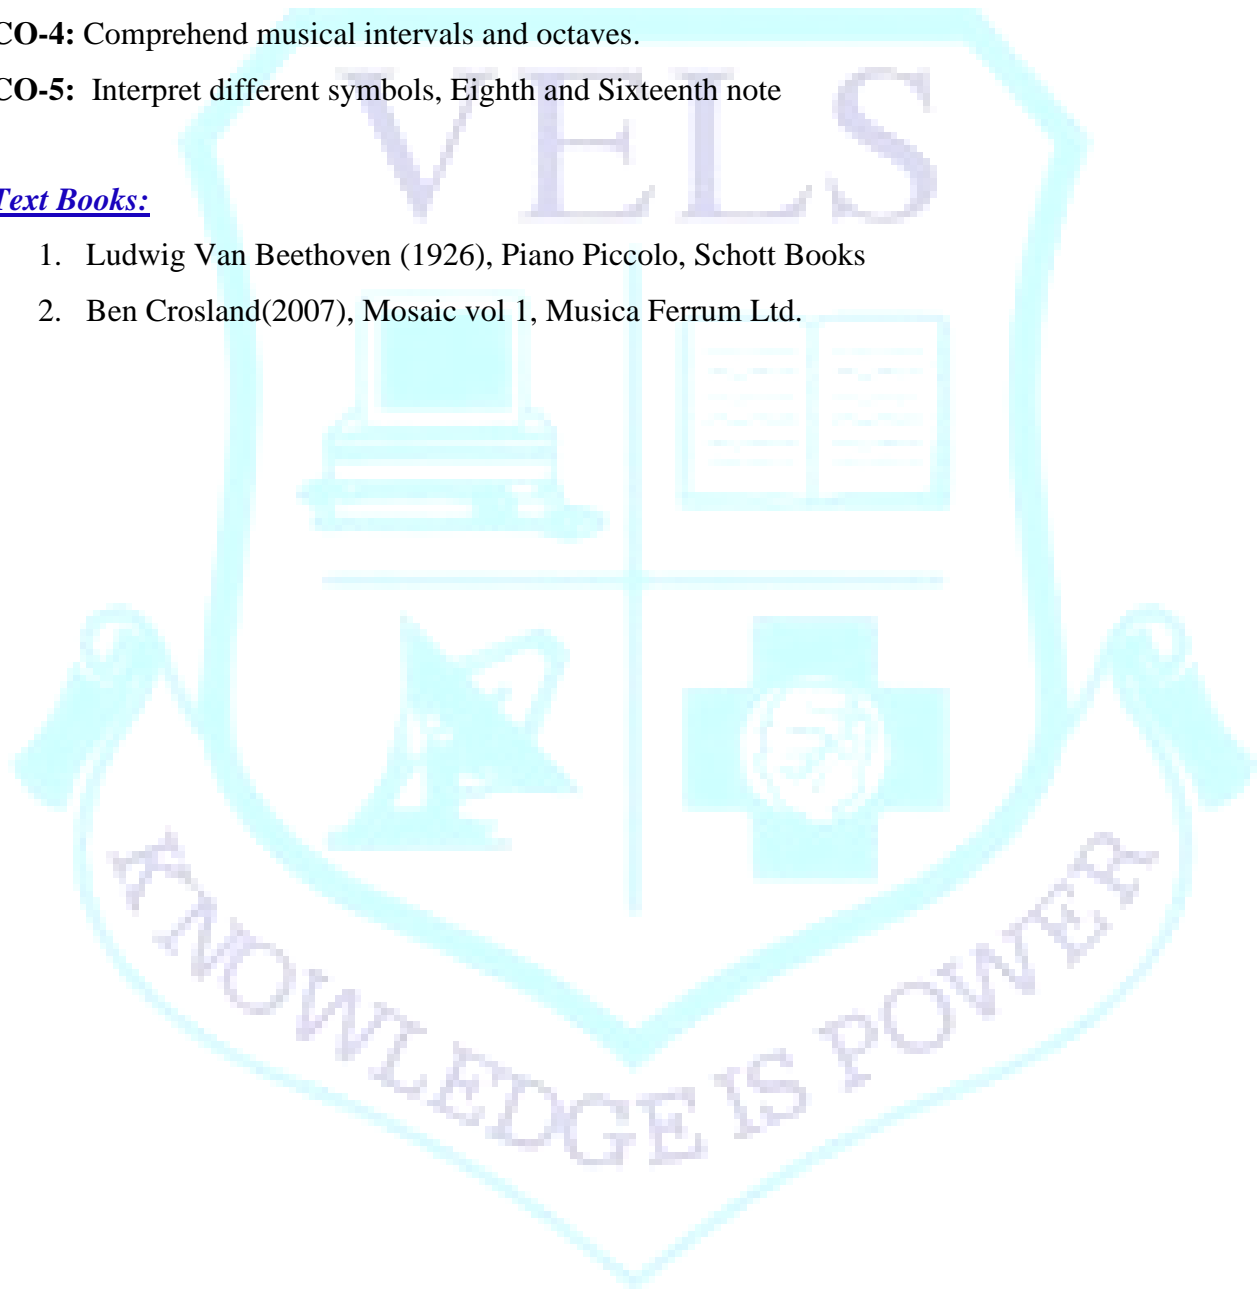 CO-4: Comprehend musical intervals and octaves.
CO-5: Interpret different symbols, Eighth and Sixteenth note
Text Books:
1. Ludwig Van Beethoven (1926), Piano Piccolo, Schott Books
2. Ben Crosland(2007), Mosaic vol 1, Musica Ferrum Ltd.
VELS
KNOWLEDGE IS POWER